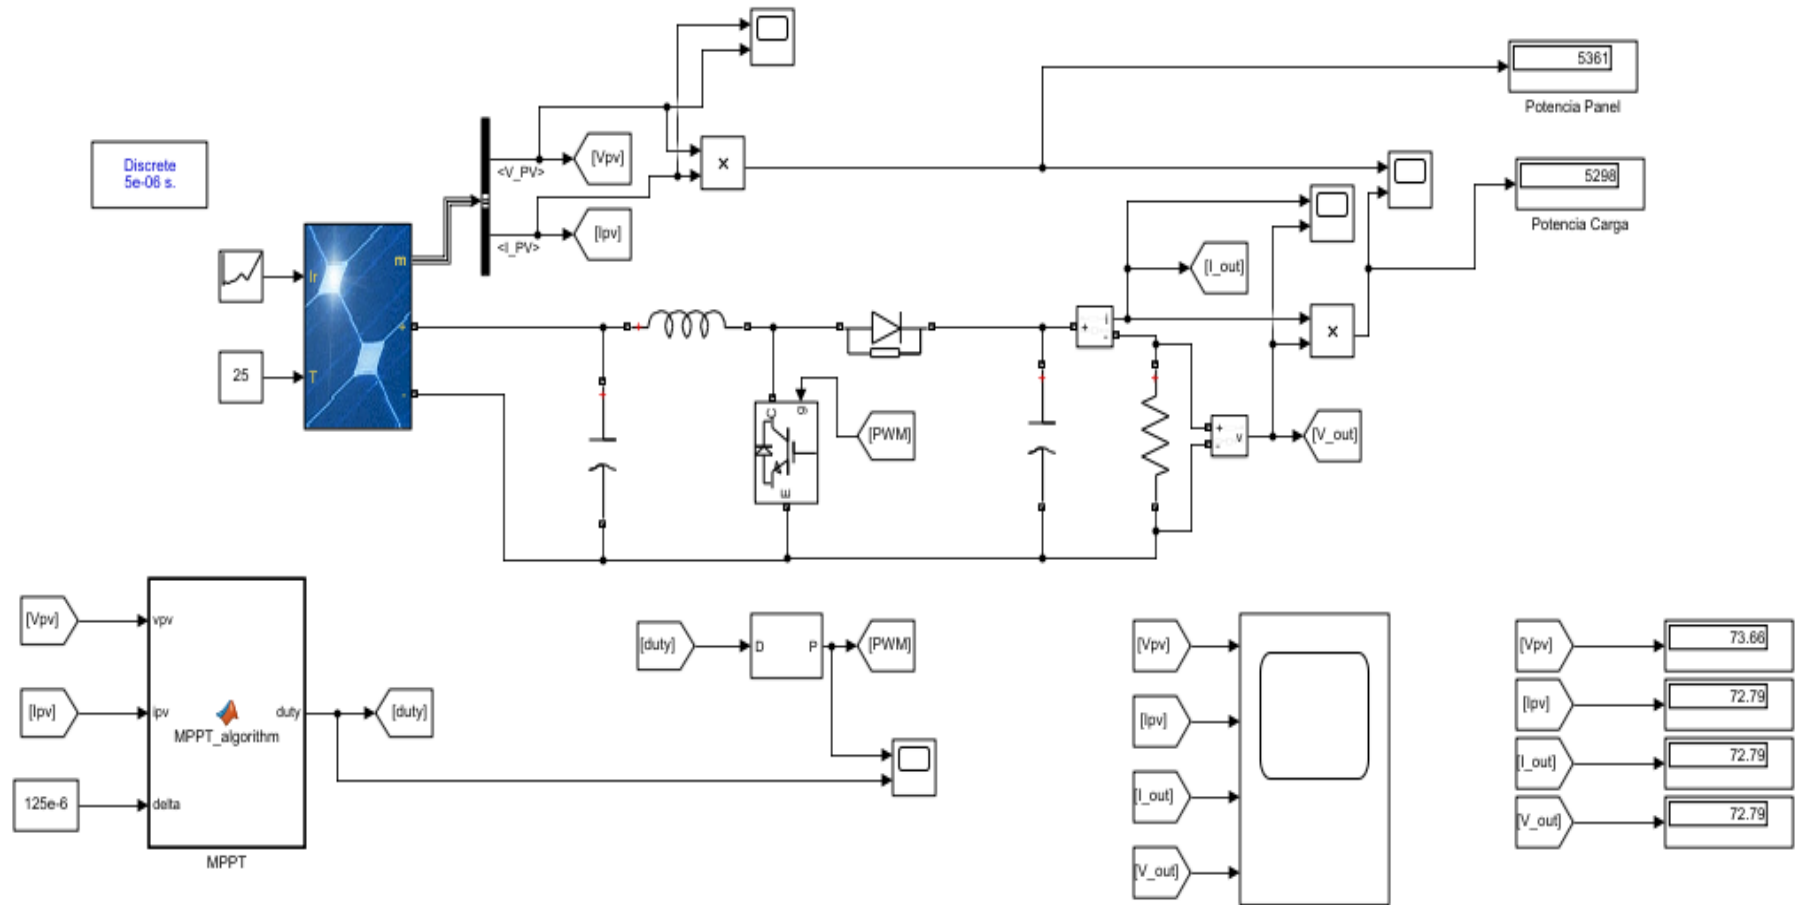 5361
Potencia Panel
Discrete
5e-06 s.
[Vpv]
<V_PV>
×
5298
Potencia Carga
[Ipv]
<I_PV>
m
Ir
[I_out]
+
i
+
-
×
25
T
-
g
C
[PWM]
E
+
-
v
[V_out]
[Vpv]
vpv
[Ipv]
ipv
MPPT_algorithm
duty
[duty]
125e-6
delta
MPPT
[duty]
D
P
[PWM]
[Vpv]
[Ipv]
[I_out]
[V_out]
[Vpv]
73.66
[Ipv]
72.79
[I_out]
72.79
[V_out]
72.79